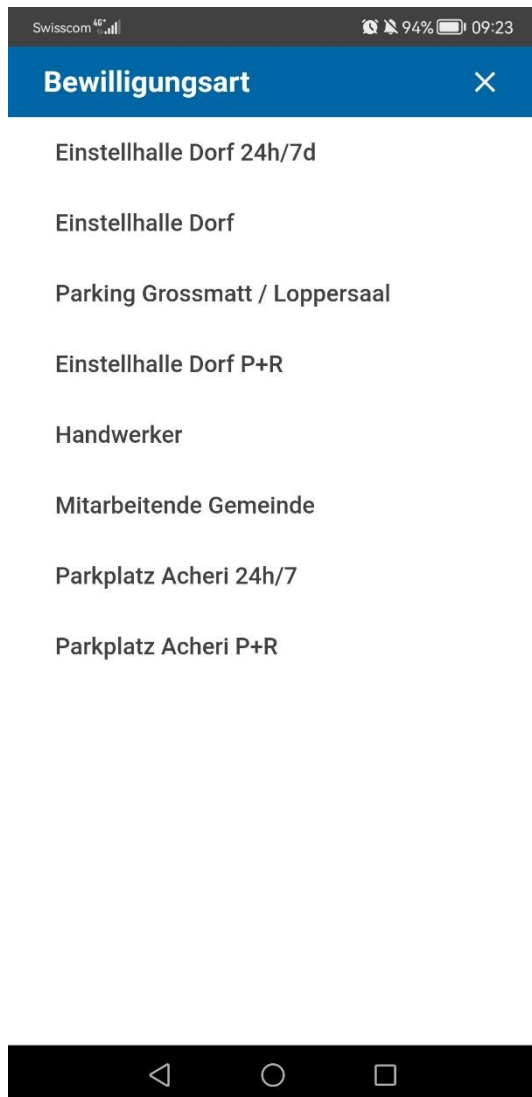 Swisscom 4G+ 94% 09:23
Bewilligungsart
Einstellhalle Dorf 24h/7d
Einstellhalle Dorf
Parking Grossmatt / Loppersaal
Einstellhalle Dorf P+R
Handwerker
Mitarbeitende Gemeinde
Parkplatz Acheri 24h/7
Parkplatz Acheri P+R